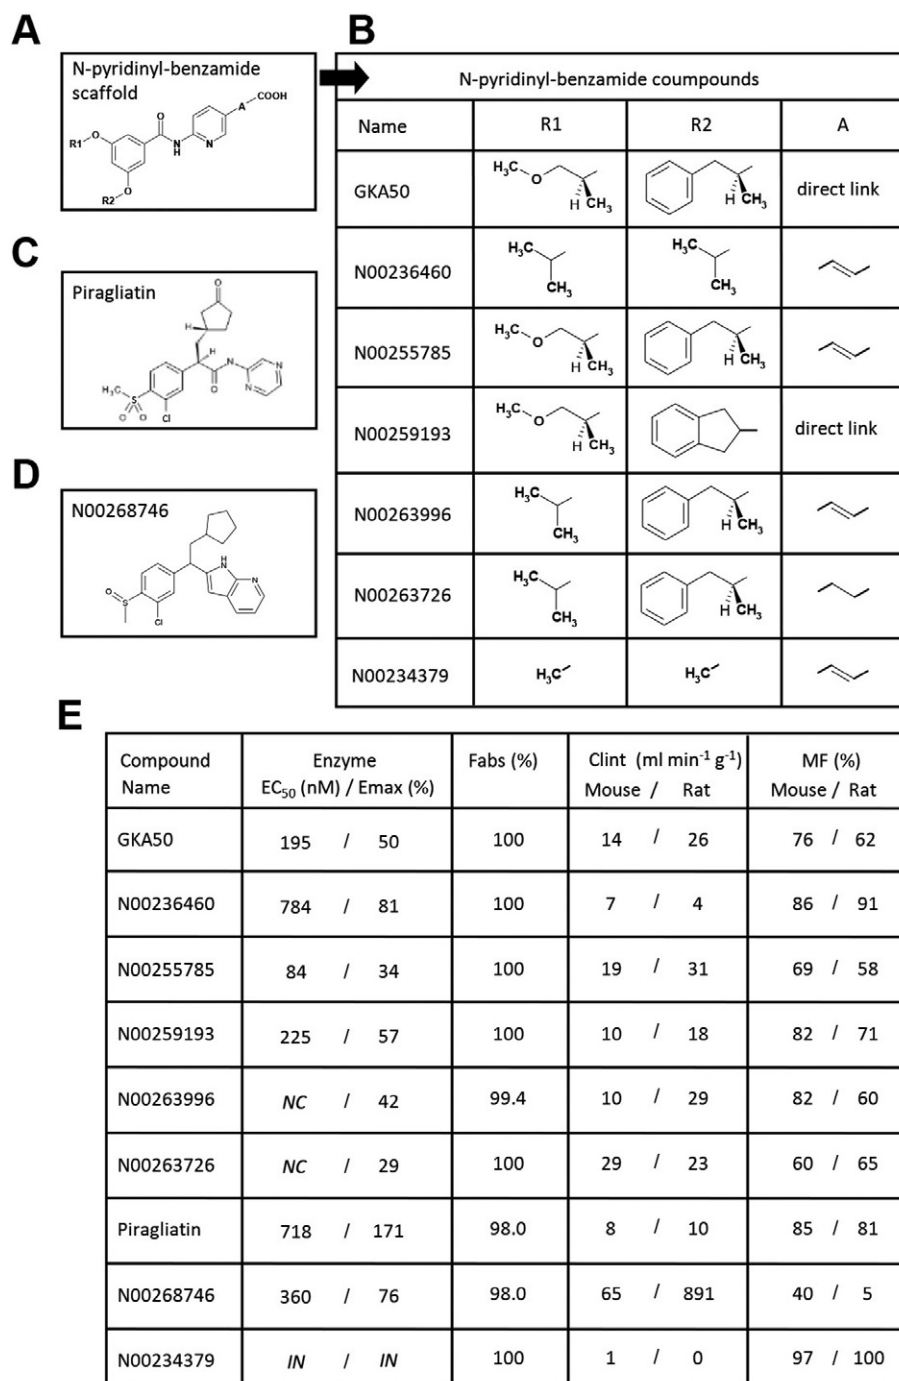 A
B
N-pyridinyl-benzamide
scaffold
R1
O
O
R2
O
N
H
N
A
COOH
N-pyridinyl-benzamide coumpounds
Name R1 R2 A
GKA50 H₃C O H CH₃ H CH₃ direct link
N00236460 H₃C CH₃ H₃C CH₃
N00255785 H₃C O H CH₃ H CH₃
N00259193 H₃C O H CH₃ direct link
N00263996 H₃C CH₃ H CH₃
N00263726 H₃C CH₃ H CH₃
N00234379 H₃C H₃C
C
Piragliatin
O
H
H
N
H
N
N
O
H₃C
S
O O
Cl
D
N00268746
H
N
N
O
S
Cl
E
Compound
Name
Enzyme
EC₅₀ (nM) / Emax (%)
Fabs (%)
Clint (ml min⁻¹ g⁻¹)
Mouse / Rat
MF (%)
Mouse / Rat
GKA50 195 / 50 100 14 / 26 76 / 62
N00236460 784 / 81 100 7 / 4 86 / 91
N00255785 84 / 34 100 19 / 31 69 / 58
N00259193 225 / 57 100 10 / 18 82 / 71
N00263996 NC / 42 99.4 10 / 29 82 / 60
N00263726 NC / 29 100 29 / 23 60 / 65
Piragliatin 718 / 171 98.0 8 / 10 85 / 81
N00268746 360 / 76 98.0 65 / 891 40 / 5
N00234379 IN / IN 100 1 / 0 97 / 100